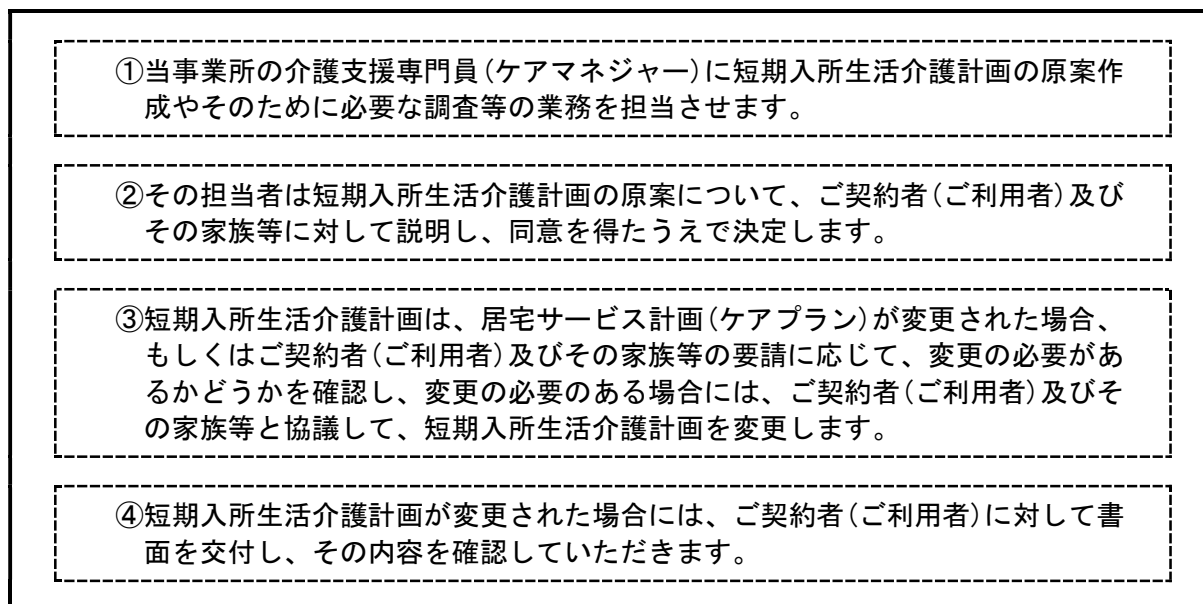 ①当事業所の介護支援専門員(ケアマネジャー)に短期入所生活介護計画の原案作
成やそのために必要な調査等の業務を担当させます。
②その担当者は短期入所生活介護計画の原案について、ご契約者(ご利用者)及び
その家族等に対して説明し、同意を得たうえで決定します。
③短期入所生活介護計画は、居宅サービス計画(ケアプラン)が変更された場合、
もしくはご契約者(ご利用者)及びその家族等の要請に応じて、変更の必要があ
るかどうかを確認し、変更の必要のある場合には、ご契約者(ご利用者)及びそ
の家族等と協議して、短期入所生活介護計画を変更します。
④短期入所生活介護計画が変更された場合には、ご契約者(ご利用者)に対して書
面を交付し、その内容を確認していただきます。